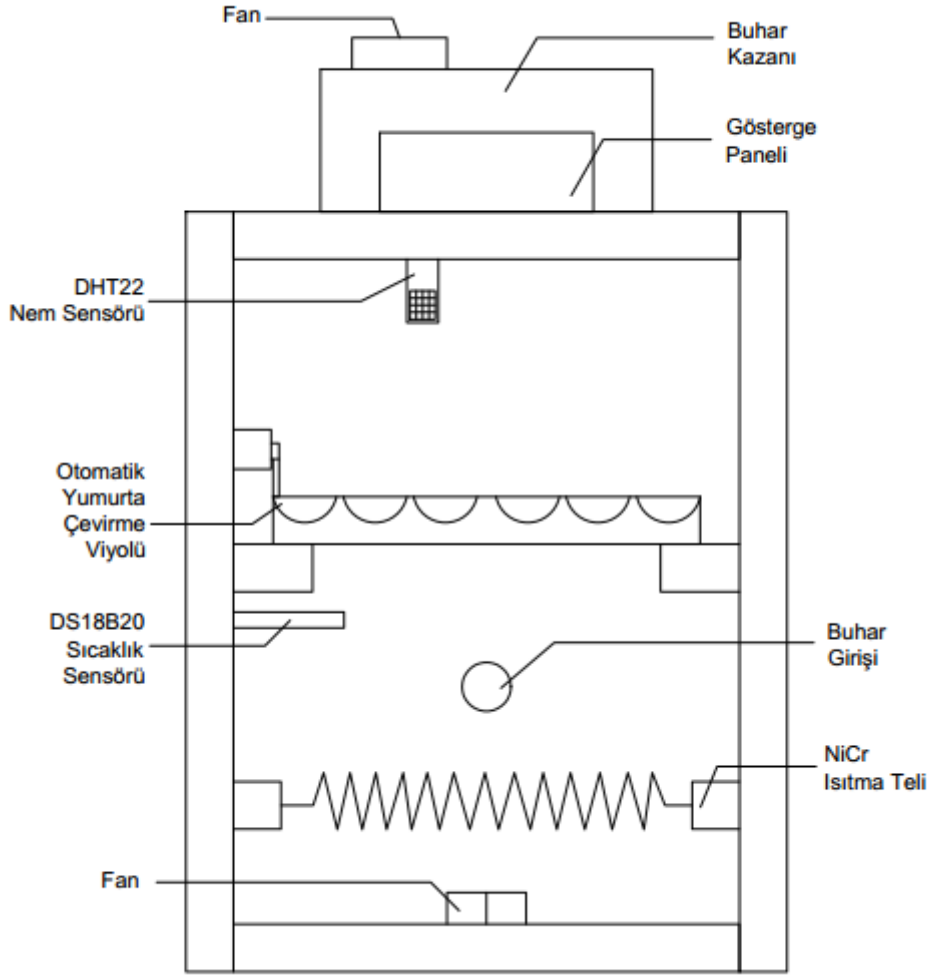 Fan
Buhar
Kazanı
Gösterge
Paneli
DHT22
Nem Sensörü
Otomatik
Yumurta
Çevirme
Viyolü
DS18B20
Sıcaklık
Sensörü
Buhar
Girişi
NiCr
Isıtma Teli
Fan